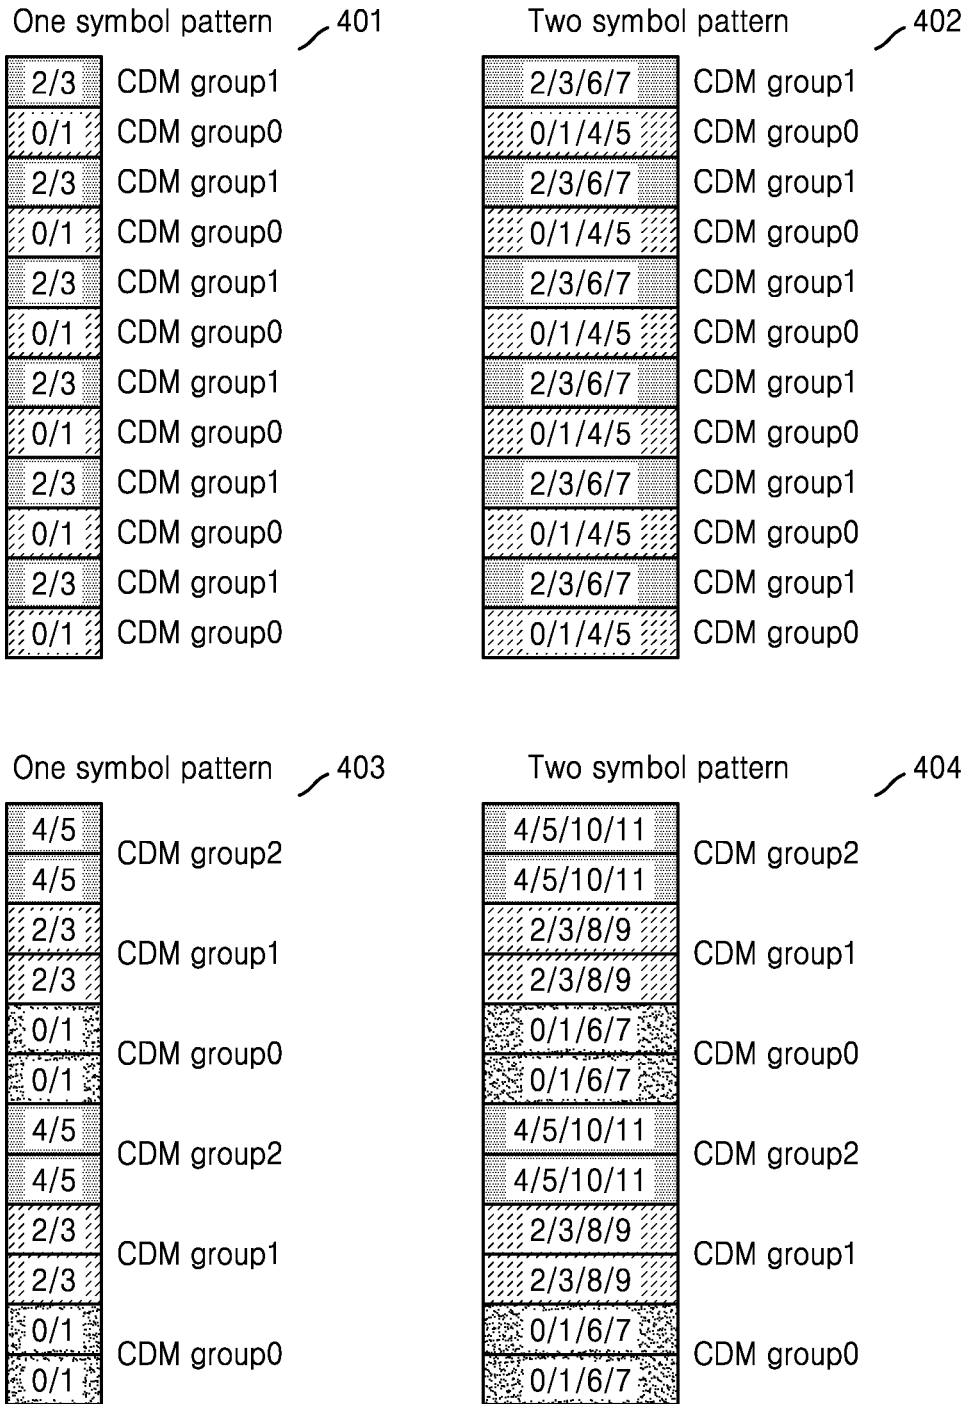 One symbol pattern 401 Two symbol pattern 402
2/3 CDM group1 2/3/6/7 CDM group1
0/1 CDM group0 0/1/4/5 CDM group0
2/3 CDM group1 2/3/6/7 CDM group1
0/1 CDM group0 0/1/4/5 CDM group0
2/3 CDM group1 2/3/6/7 CDM group1
0/1 CDM group0 0/1/4/5 CDM group0
2/3 CDM group1 2/3/6/7 CDM group1
0/1 CDM group0 0/1/4/5 CDM group0
2/3 CDM group1 2/3/6/7 CDM group1
0/1 CDM group0 0/1/4/5 CDM group0
2/3 CDM group1 2/3/6/7 CDM group1
0/1 CDM group0 0/1/4/5 CDM group0
One symbol pattern 403 Two symbol pattern 404
4/5 4/5/10/11
CDM group2 CDM group2
4/5 4/5/10/11
2/3 2/3/8/9
CDM group1 CDM group1
2/3 2/3/8/9
0/1 0/1/6/7
CDM group0 CDM group0
0/1 0/1/6/7
4/5 4/5/10/11
CDM group2 CDM group2
4/5 4/5/10/11
2/3 2/3/8/9
CDM group1 CDM group1
2/3 2/3/8/9
0/1 0/1/6/7
CDM group0 CDM group0
0/1 0/1/6/7